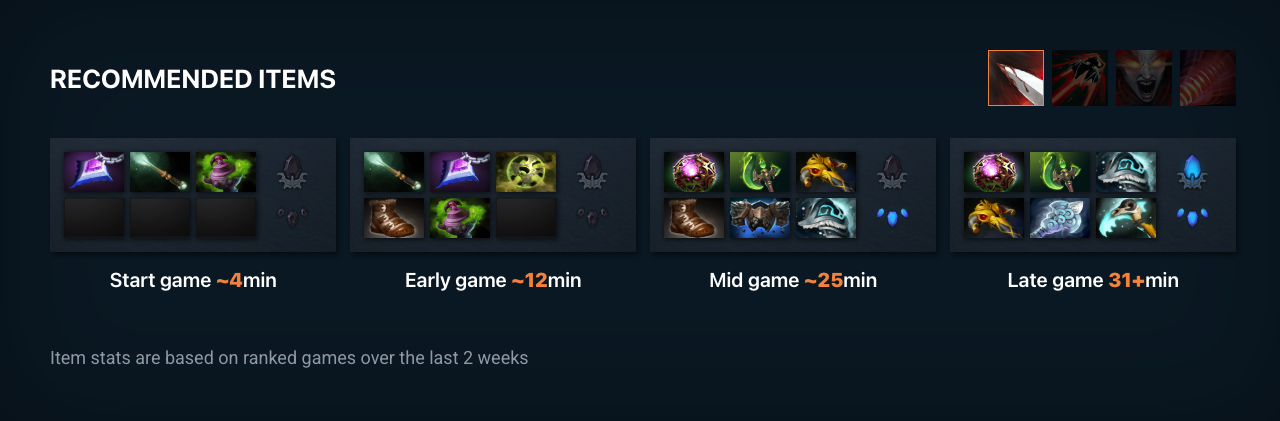 RECOMMENDED ITEMS
Start game ~4min
Early game ~12min
Mid game ~25min
Late game 31+min
Item stats are based on ranked games over the last 2 weeks